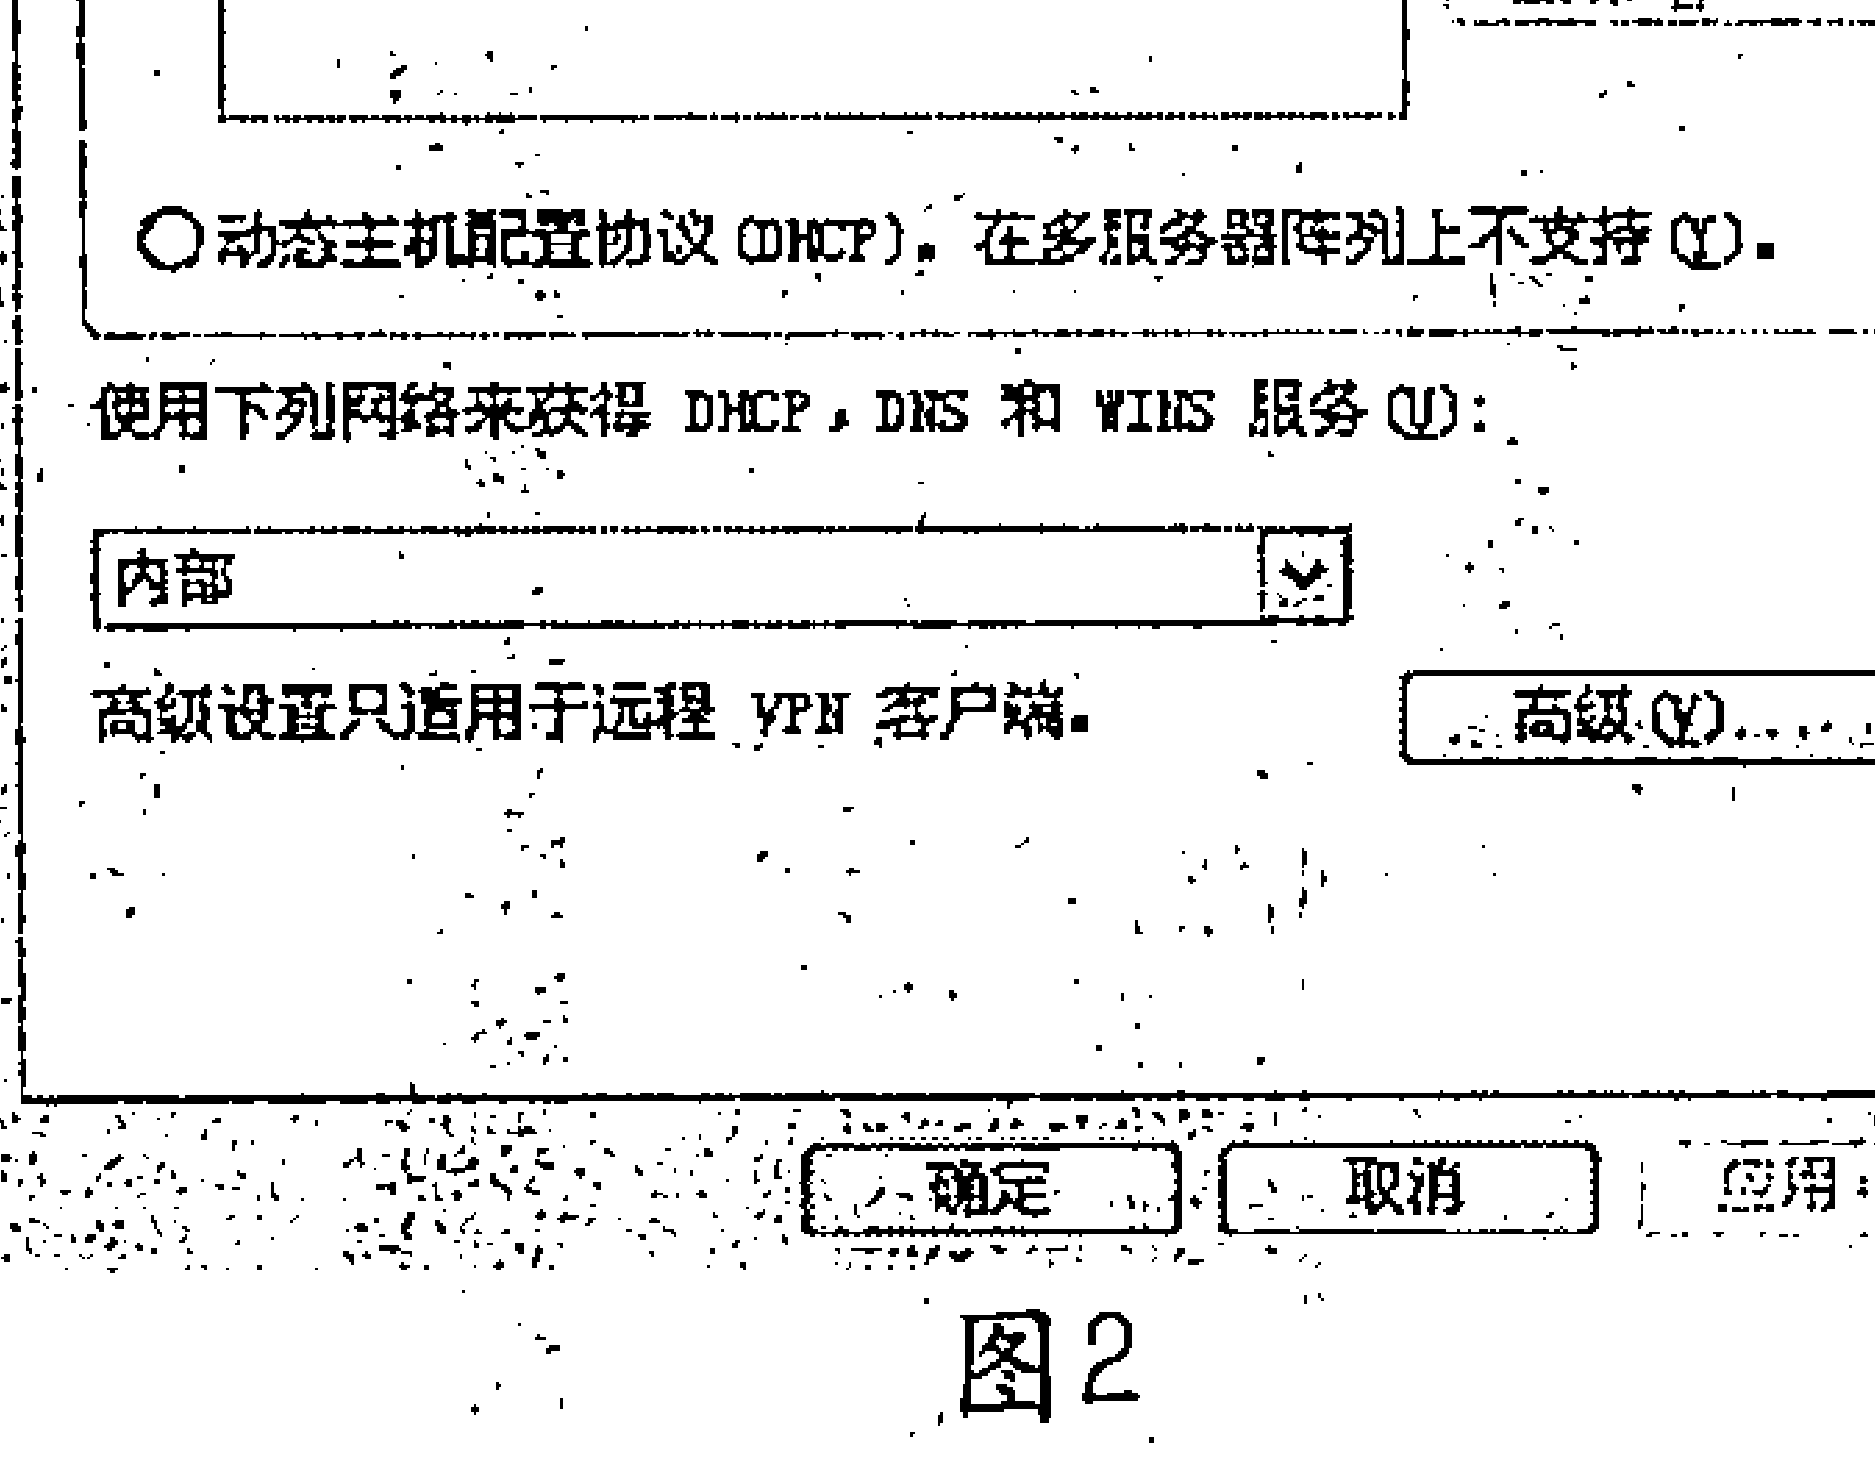 动态主机配置协议(DHCP)。在多服务器阵列上不支持(Y)。
使用下列网络来获得 DHCP，DNS 和 WINS 服务(U)：
内部
高级设置只适用于远程 VPN 客户端。
高级(V)...
确定 取消 应用
图2